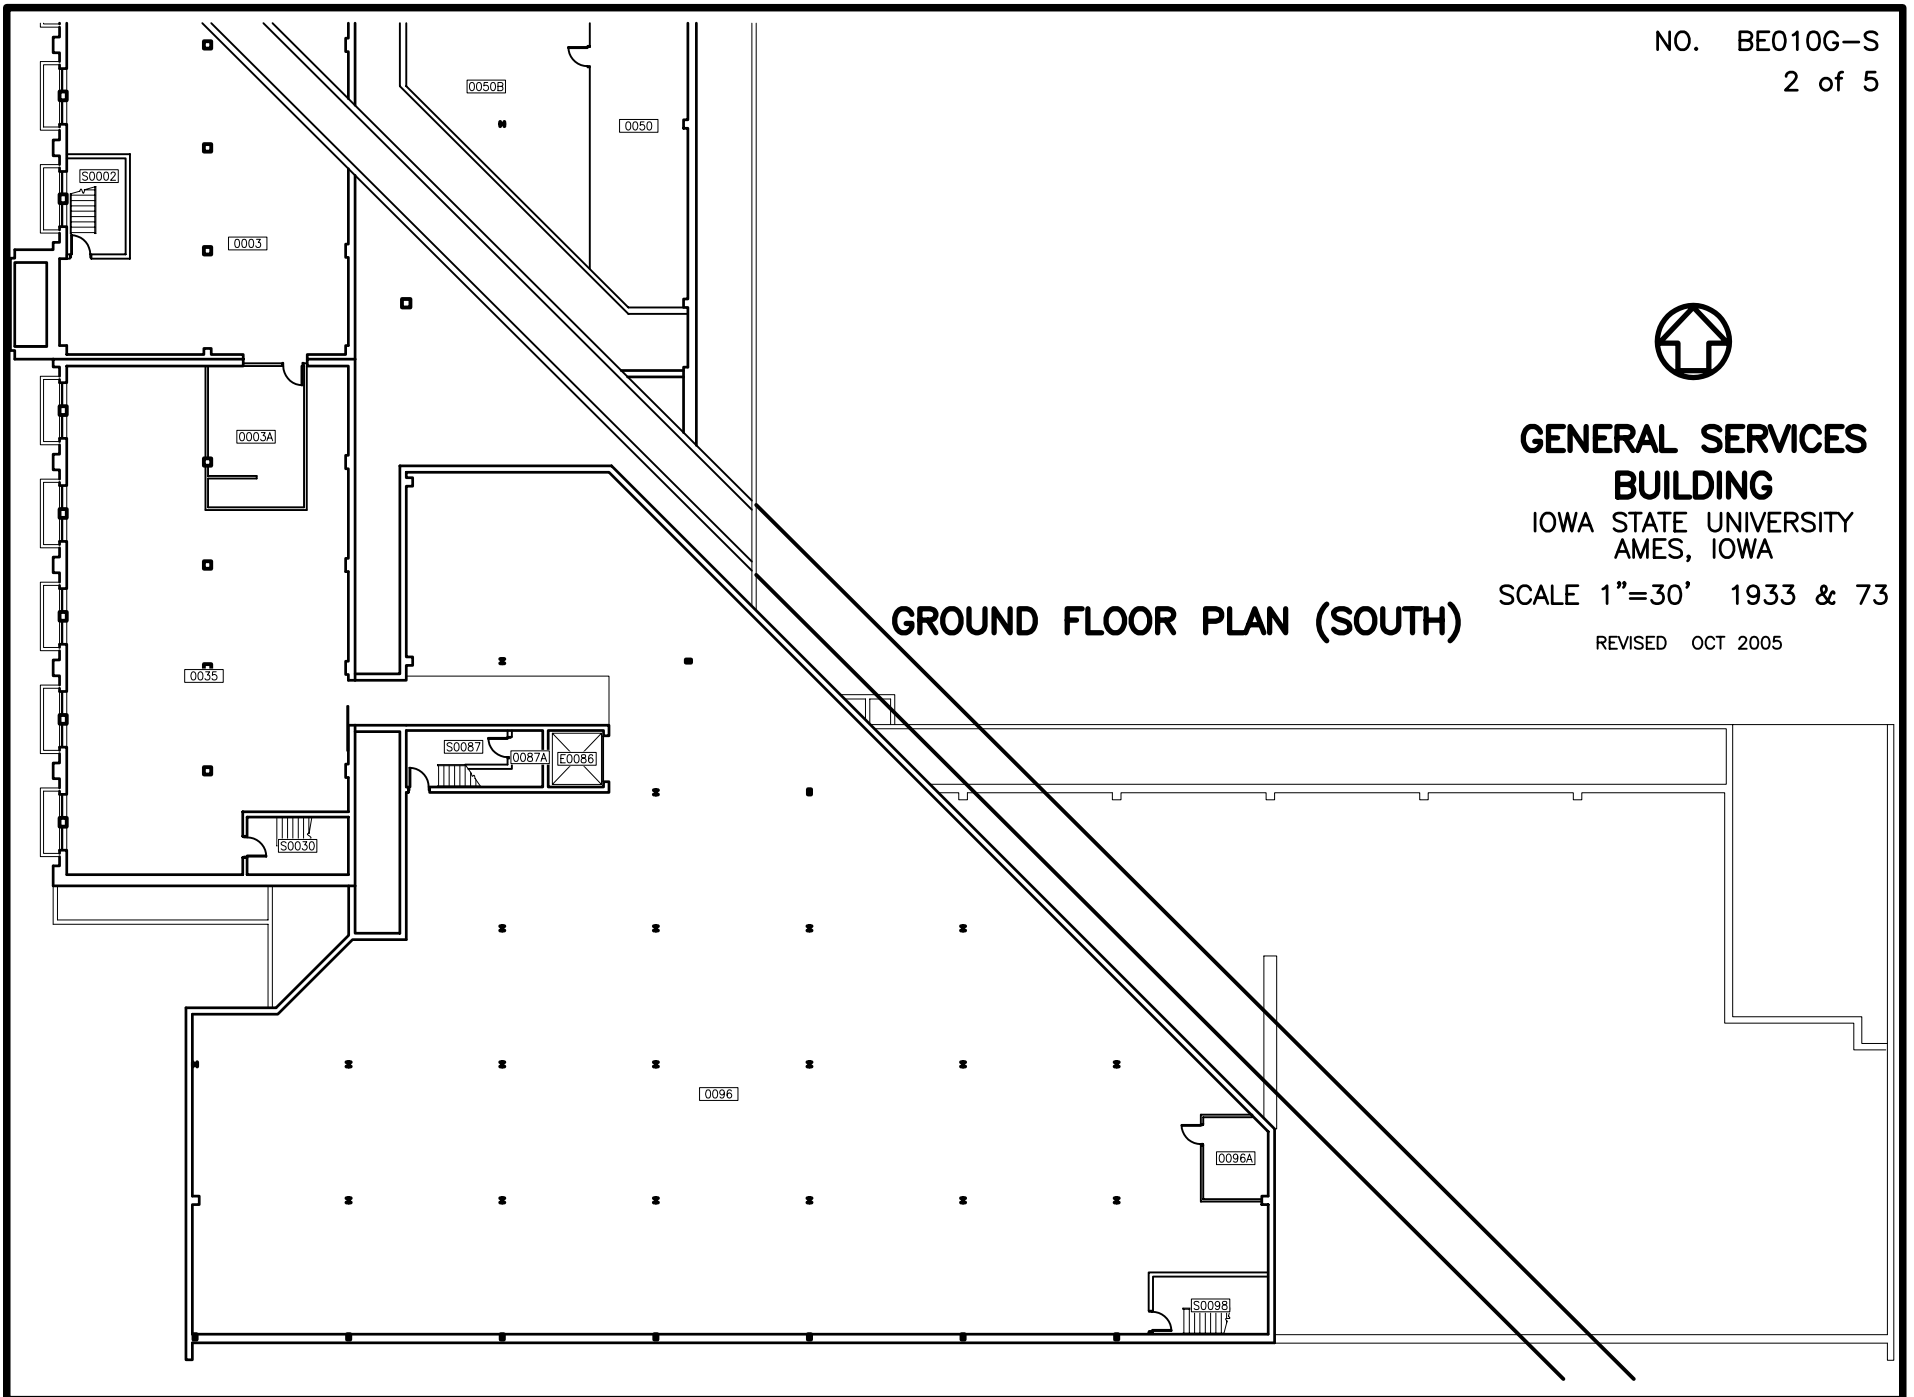 NO. BE010G-S
2 of 5
0050B
0050
S0002
0003
0003A
GENERAL SERVICES
BUILDING
IOWA STATE UNIVERSITY
AMES, IOWA
SCALE 1"=30' 1933 & 73
REVISED OCT 2005
GROUND FLOOR PLAN (SOUTH)
0035
S0087
0087A
E0086
S0030
0096
0096A
S0098